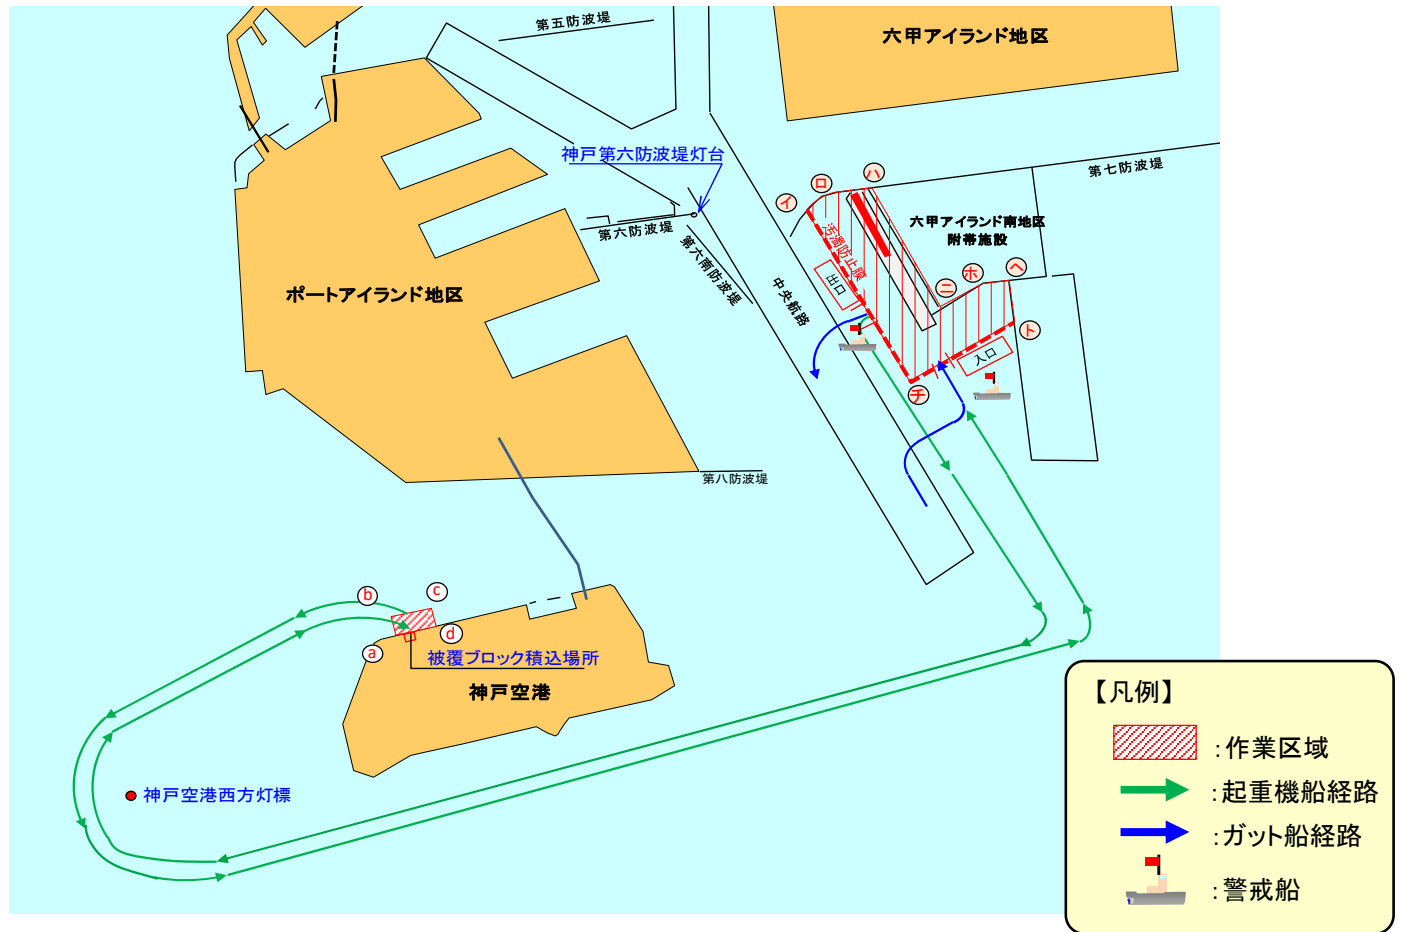 第五防波堤
六甲アイランド地区
神戸第六防波堤灯台
第七防波堤
イ
ロ
ハ
六甲アイランド南地区
附帯施設
第六防波堤
第六南防波堤
汚濁防止膜
出口
中央航路
ニ
ホ
ヘ
ト
入口
チ
ポートアイランド地区
第八防波堤
b
c
a
d
被覆ブロック積込場所
神戸空港
神戸空港西方灯標
【凡例】
：作業区域
：起重機船経路
：ガット船経路
：警戒船